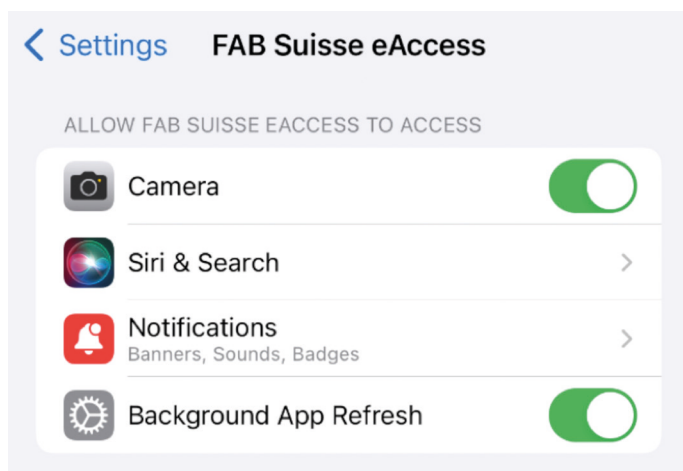 Settings FAB Suisse eAccess
ALLOW FAB SUISSE EACCESS TO ACCESS
Camera
Siri & Search
Notifications
Banners, Sounds, Badges
Background App Refresh